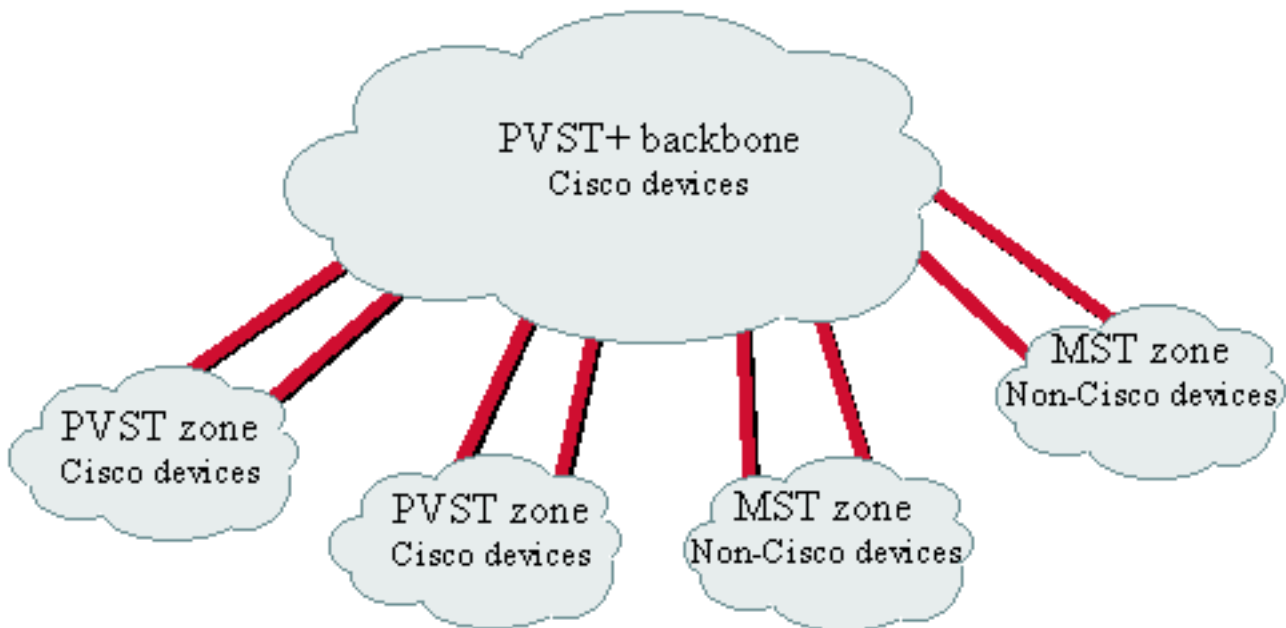 PVST+ backbone
Cisco devices
PVST zone
Cisco devices
PVST zone
Cisco devices
MST zone
Non-Cisco devices
MST zone
Non-Cisco devices